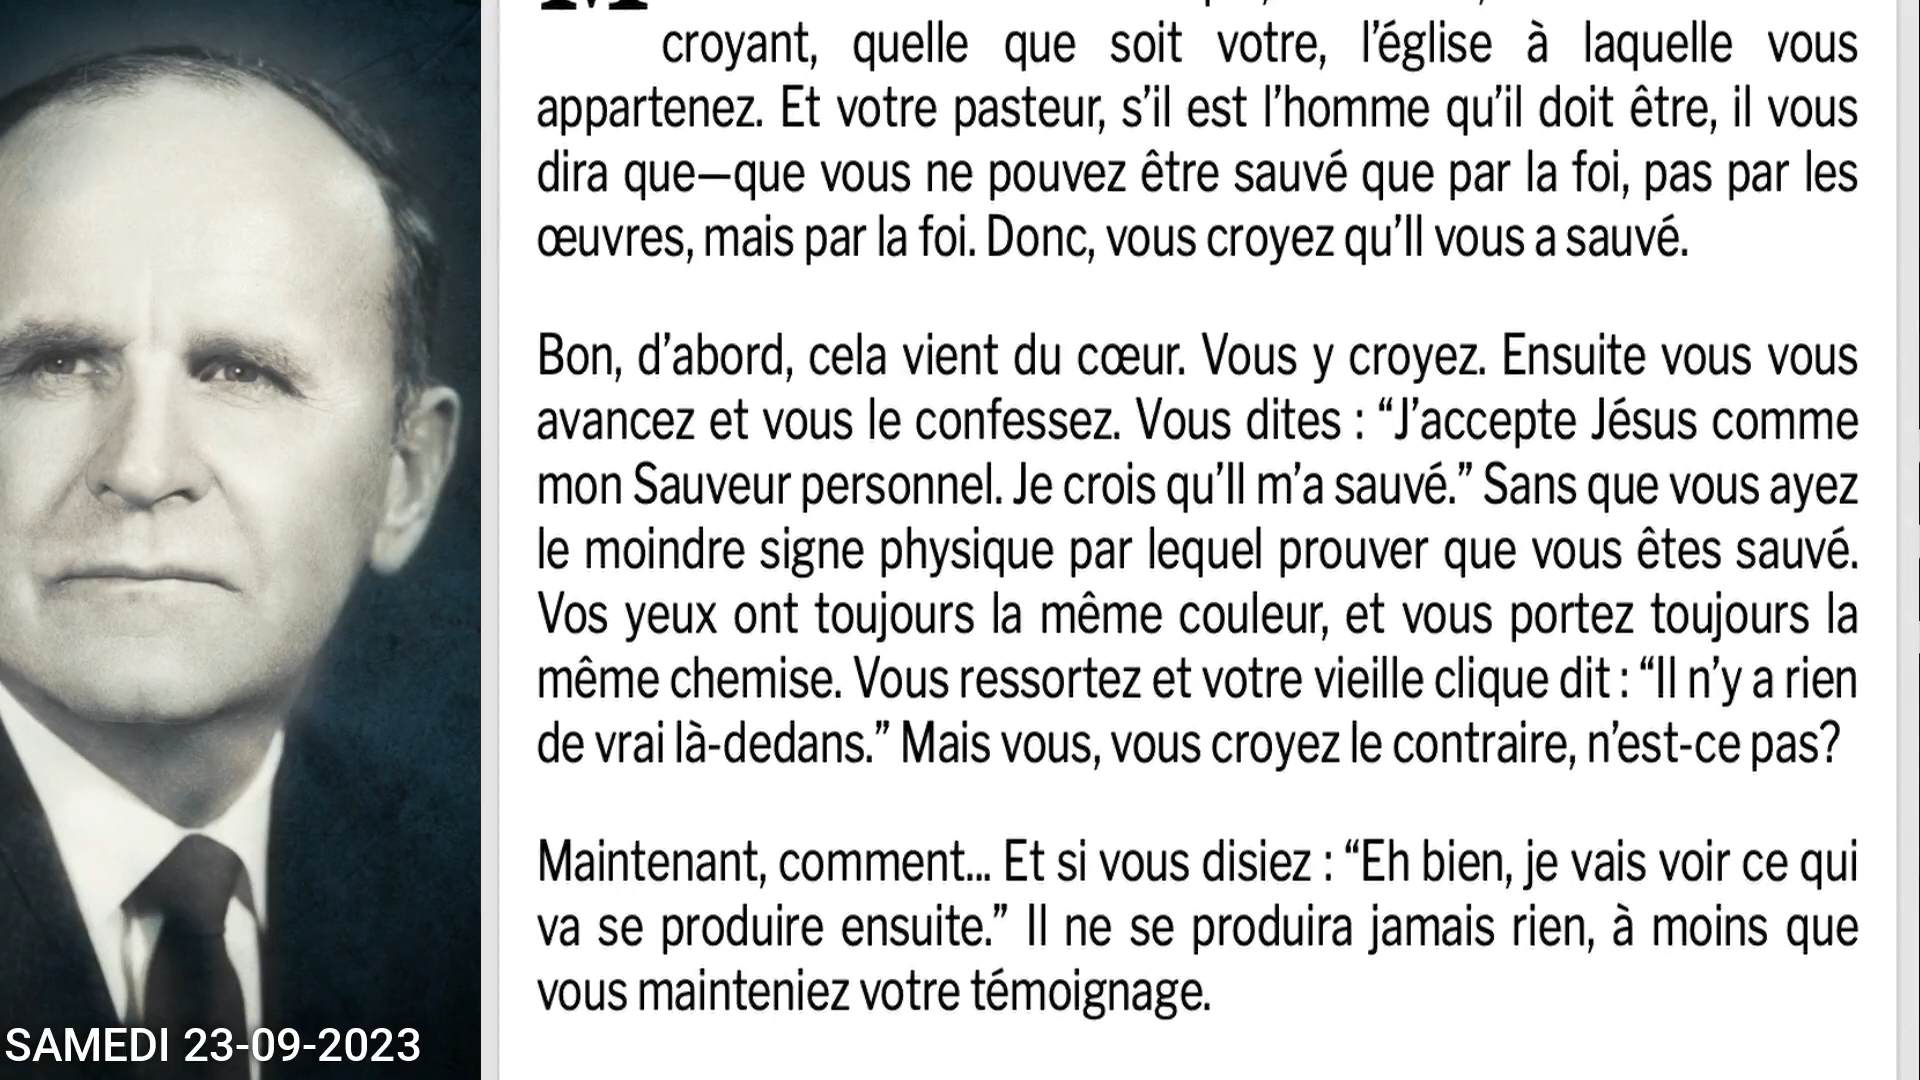 croyant, quelle que soit votre, l’église à laquelle vous
appartenez. Et votre pasteur, s’il est l’homme qu’il doit être, il vous
dira que—que vous ne pouvez être sauvé que par la foi, pas par les
œuvres, mais par la foi. Donc, vous croyez qu’Il vous a sauvé.
Bon, d’abord, cela vient du cœur. Vous y croyez. Ensuite vous vous
avancez et vous le confessez. Vous dites : “J’accepte Jésus comme
mon Sauveur personnel. Je crois qu’Il m’a sauvé.” Sans que vous ayez
le moindre signe physique par lequel prouver que vous êtes sauvé.
Vos yeux ont toujours la même couleur, et vous portez toujours la
même chemise. Vous ressortez et votre vieille clique dit : “Il n’y a rien
de vrai là-dedans.” Mais vous, vous croyez le contraire, n’est-ce pas?
Maintenant, comment... Et si vous disiez : “Eh bien, je vais voir ce qui
va se produire ensuite.” Il ne se produira jamais rien, à moins que
vous mainteniez votre témoignage.
SAMEDI 23-09-2023